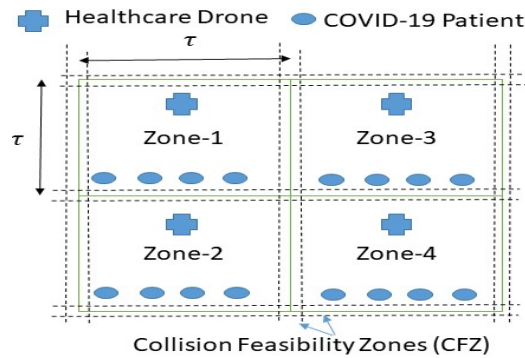 Healthcare Drone
COVID-19 Patient
τ
τ
Zone-1
Zone-3
Zone-2
Zone-4
Collision Feasibility Zones (CFZ)